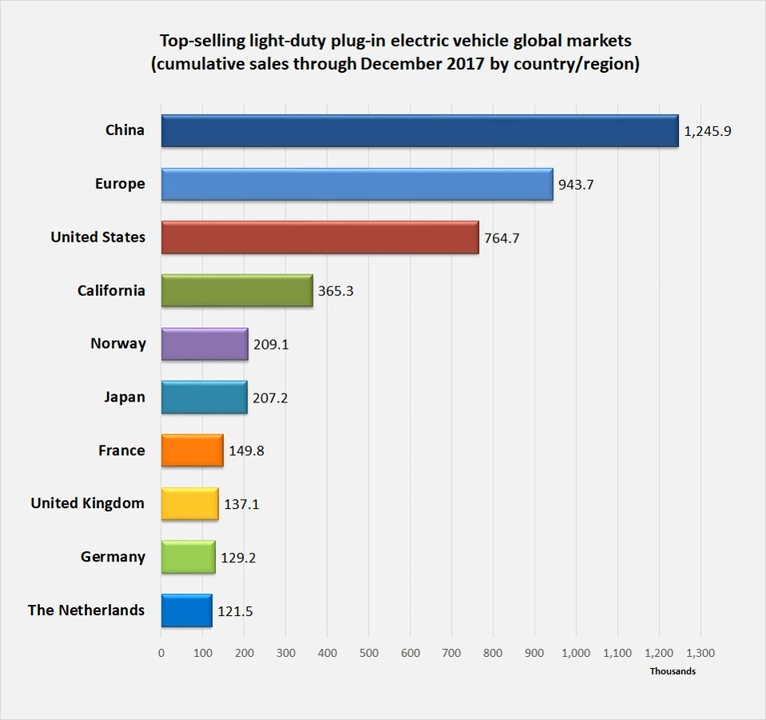 Top-selling light-duty plug-in electric vehicle global markets
(cumulative sales through December 2017 by country/region)
China 1,245.9
Europe 943.7
United States 764.7
California 365.3
Norway 209.1
Japan 207.2
France 149.8
United Kingdom 137.1
Germany 129.2
The Netherlands 121.5
0 100 200 300 400 500 600 700 800 900 1,000 1,100 1,200 1,300
Thousands